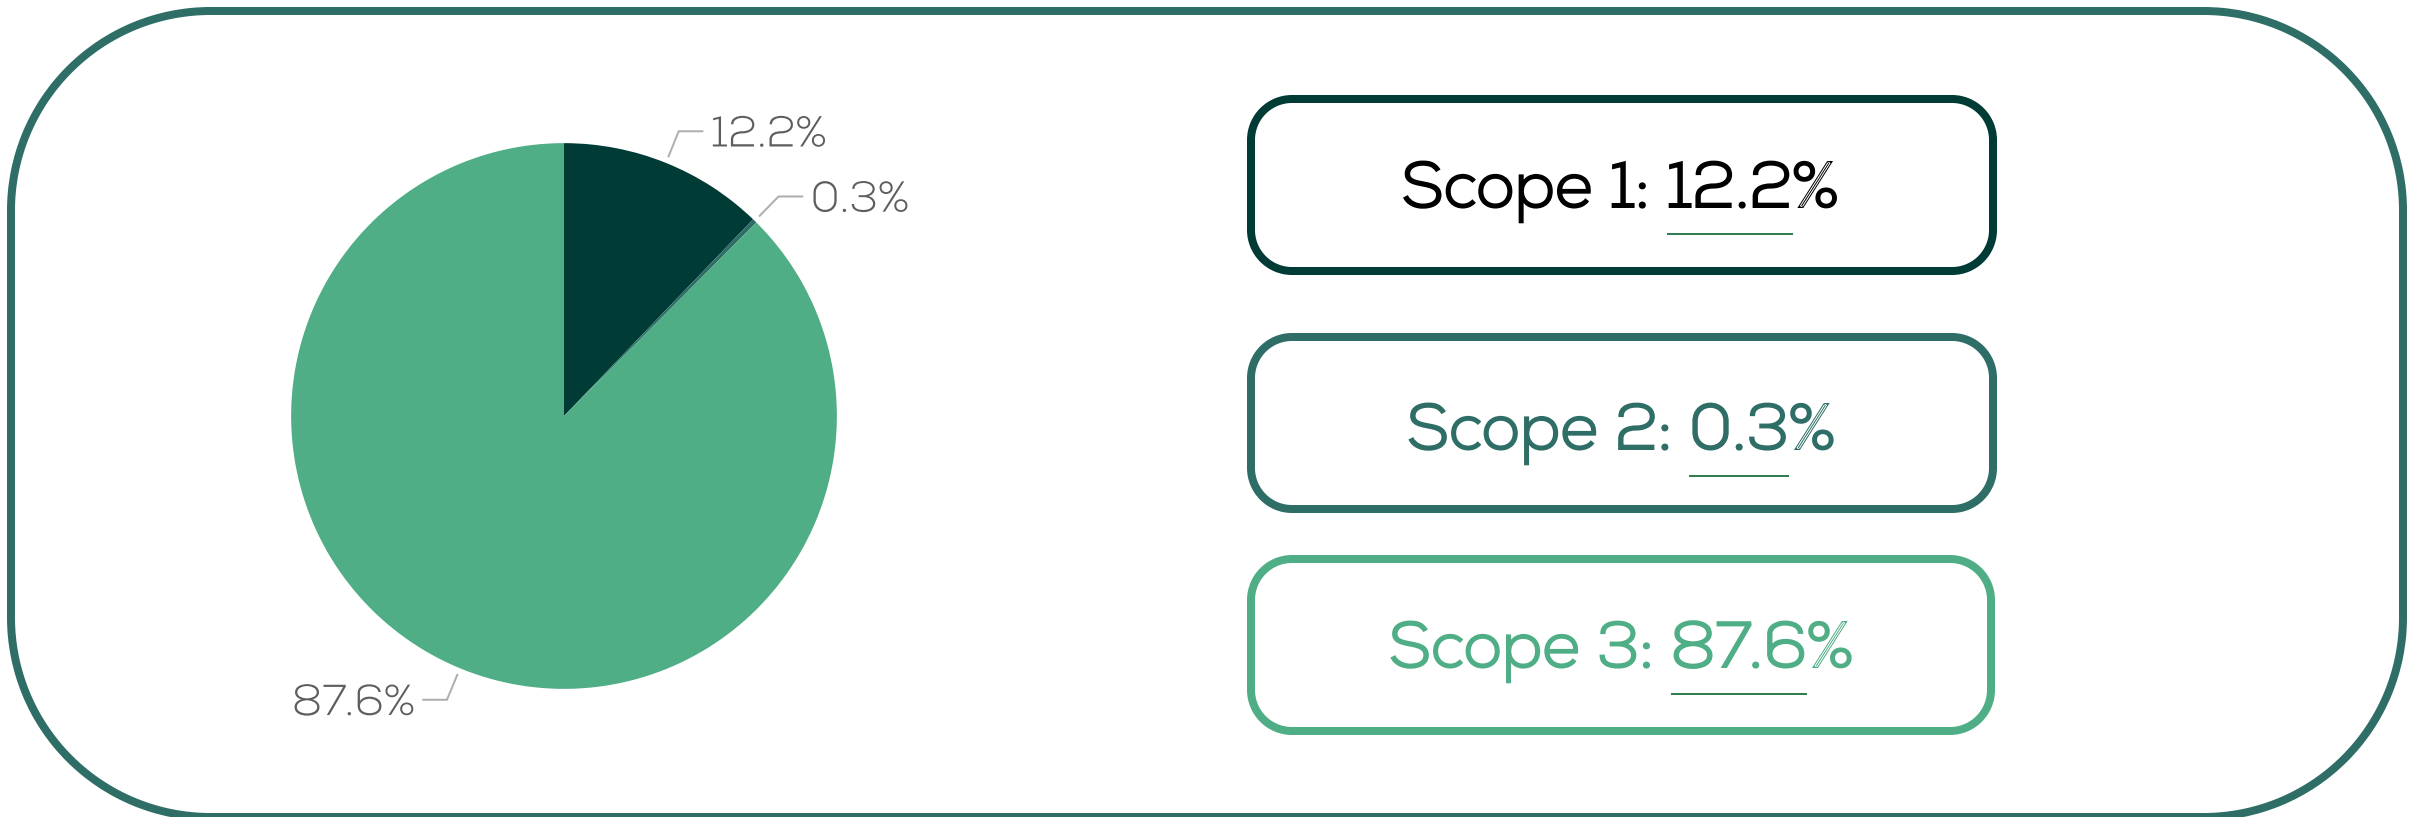 12.2%
0.3%
87.6%
Scope 1: 12.2%
Scope 2: 0.3%
Scope 3: 87.6%